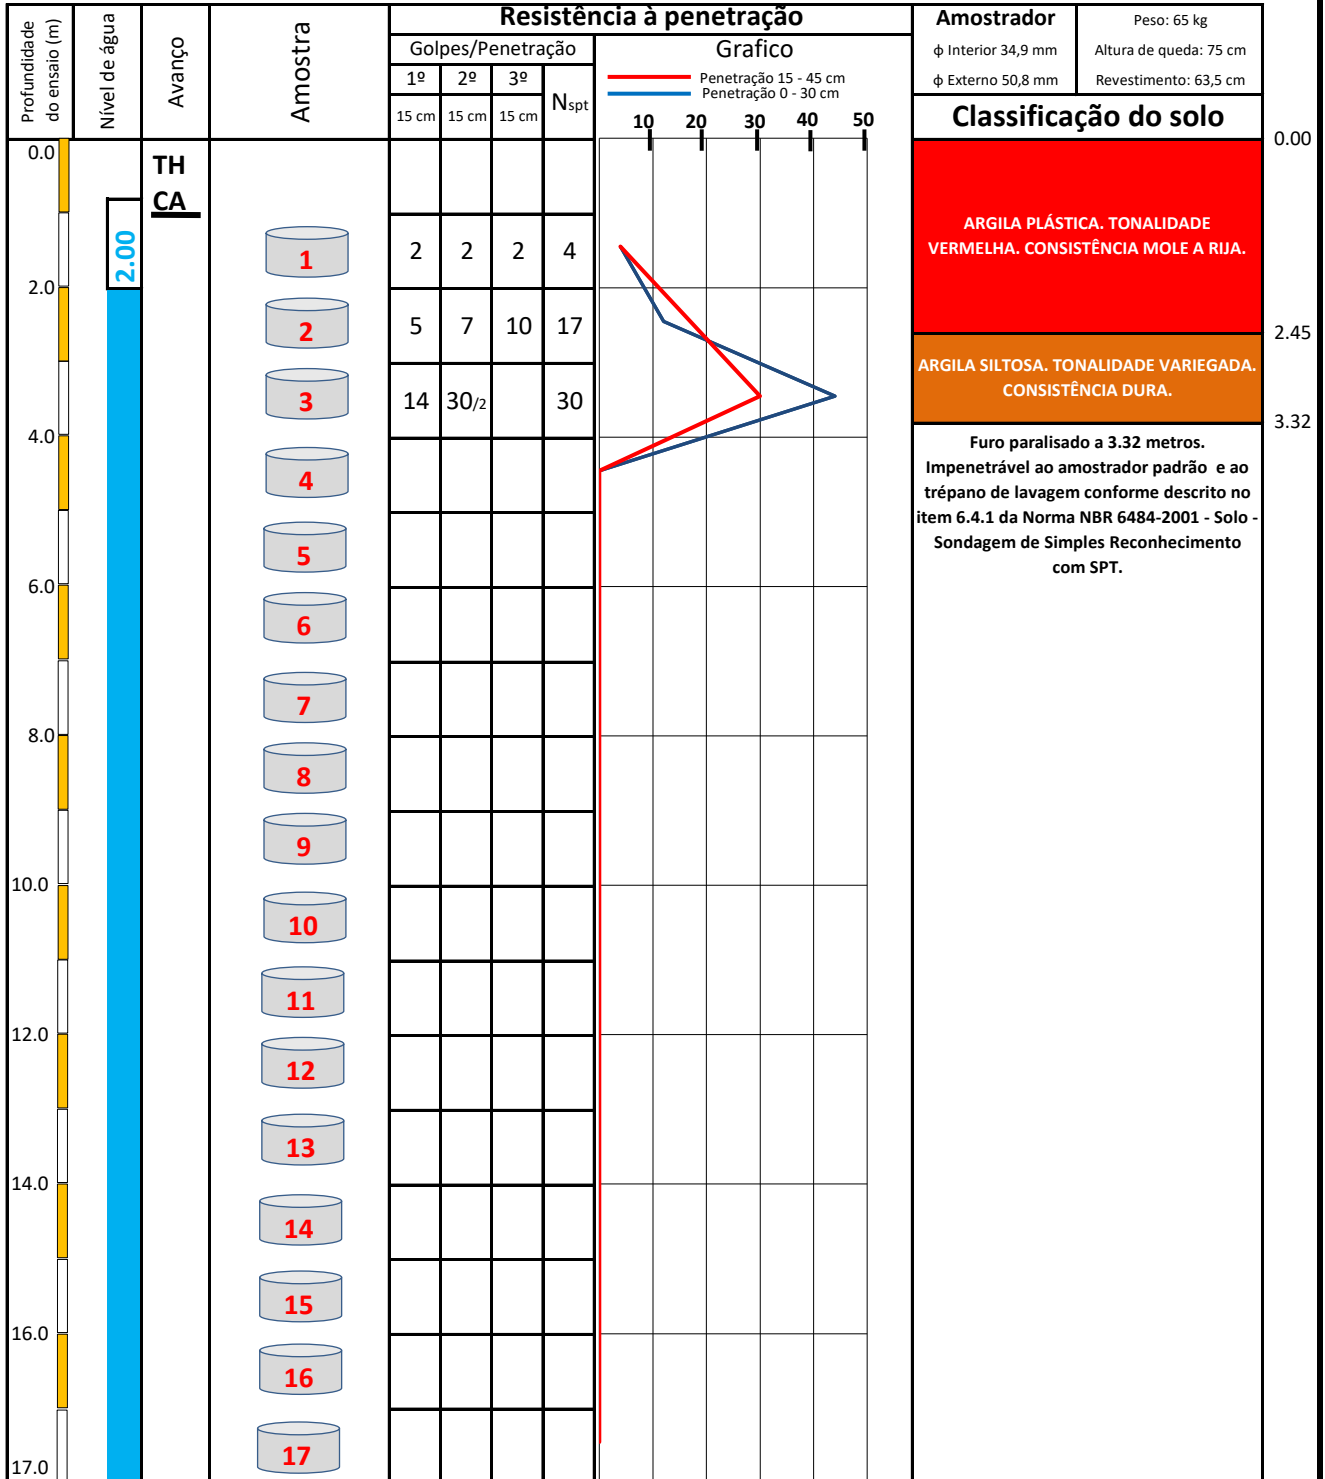 Profundidade
do ensaio (m)
Nível de água
Avanço
Amostra
Resistência à penetração
Golpes/Penetração
1º 2º 3º
15 cm 15 cm 15 cm
Nspt
Grafico
Penetração 15 - 45 cm
Penetração 0 - 30 cm
10 20 30 40 50
Amostrador
ф Interior 34,9 mm
ф Externo 50,8 mm
Peso: 65 kg
Altura de queda: 75 cm
Revestimento: 63,5 cm
Classificação do solo
0.00
0.0
TH
CA
ARGILA PLÁSTICA. TONALIDADE
VERMELHA. CONSISTÊNCIA MOLE A RIJA.
2.00
1 2 2 2 4
2.0
2 5 7 10 17
2.45
ARGILA SILTOSA. TONALIDADE VARIEGADA.
CONSISTÊNCIA DURA.
3 14 30/2 30
3.32
4.0
Furo paralisado a 3.32 metros.
Impenetrável ao amostrador padrão e ao
trépano de lavagem conforme descrito no
item 6.4.1 da Norma NBR 6484-2001 - Solo -
Sondagem de Simples Reconhecimento
com SPT.
4
5
6.0
6
7
8.0
8
9
10.0
10
11
12.0
12
13
14.0
14
15
16.0
16
17
17.0